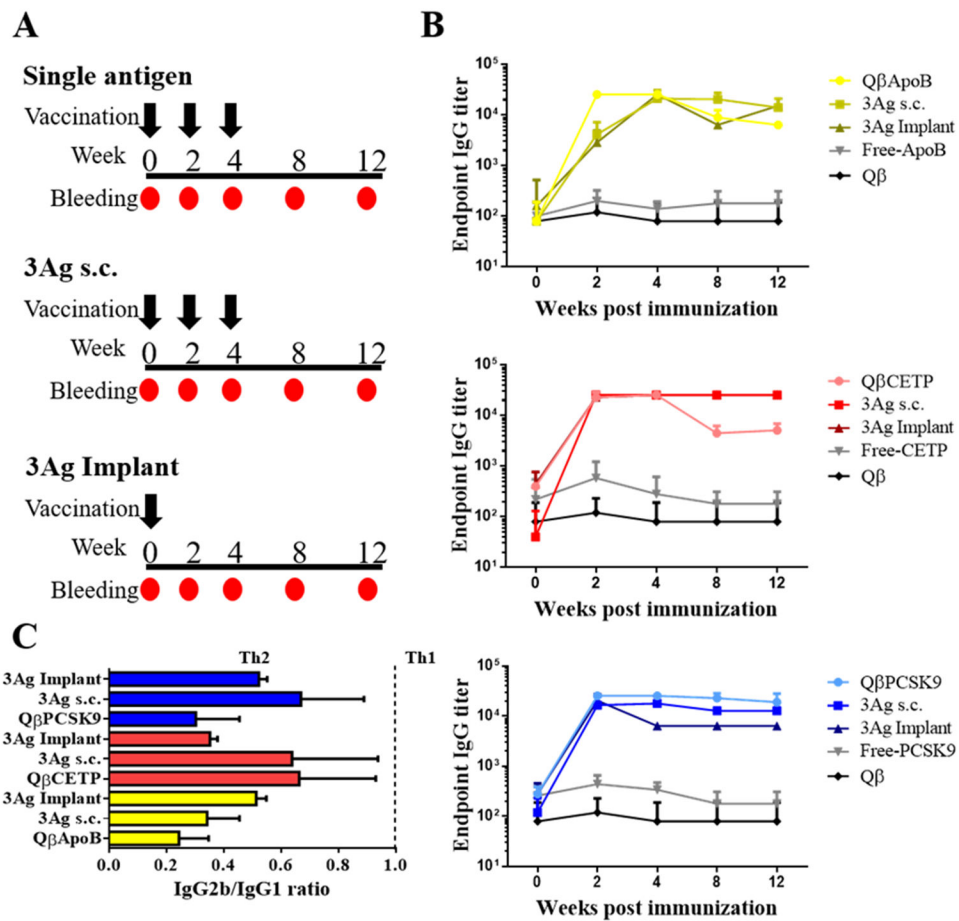 A
Single antigen
Vaccination
Week 0 2 4 8 12
Bleeding
3Ag s.c.
Vaccination
Week 0 2 4 8 12
Bleeding
3Ag Implant
Vaccination
Week 0 2 4 8 12
Bleeding
B
Endpoint IgG titer
10⁵
10⁴
10³
10²
10¹
0 2 4 8 12
Weeks post immunization
QβApoB
3Ag s.c.
3Ag Implant
Free-ApoB
Qβ
Endpoint IgG titer
10⁵
10⁴
10³
10²
10¹
0 2 4 8 12
Weeks post immunization
QβCETP
3Ag s.c.
3Ag Implant
Free-CETP
Qβ
Endpoint IgG titer
10⁵
10⁴
10³
10²
10¹
0 2 4 8 12
Weeks post immunization
QβPCSK9
3Ag s.c.
3Ag Implant
Free-PCSK9
Qβ
C
Th2 Th1
3Ag Implant
3Ag s.c.
QβPCSK9
3Ag Implant
3Ag s.c.
QβCETP
3Ag Implant
3Ag s.c.
QβApoB
0.0 0.2 0.4 0.6 0.8 1.0
IgG2b/IgG1 ratio